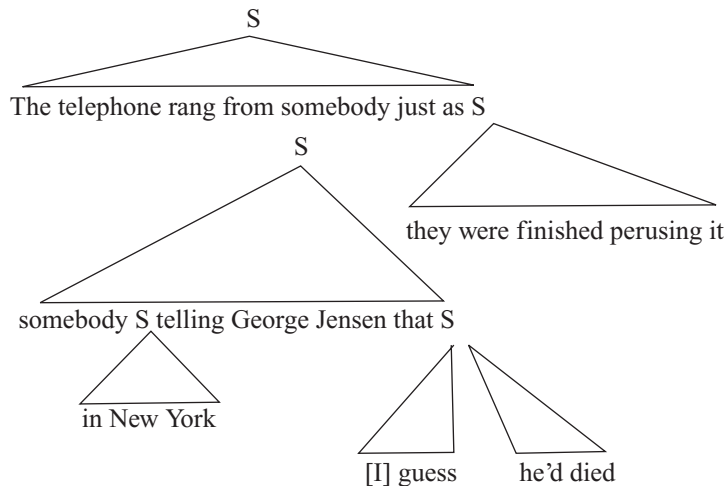 S
The telephone rang from somebody just as S
S
they were finished perusing it
somebody S telling George Jensen that S
in New York
[I] guess he’d died